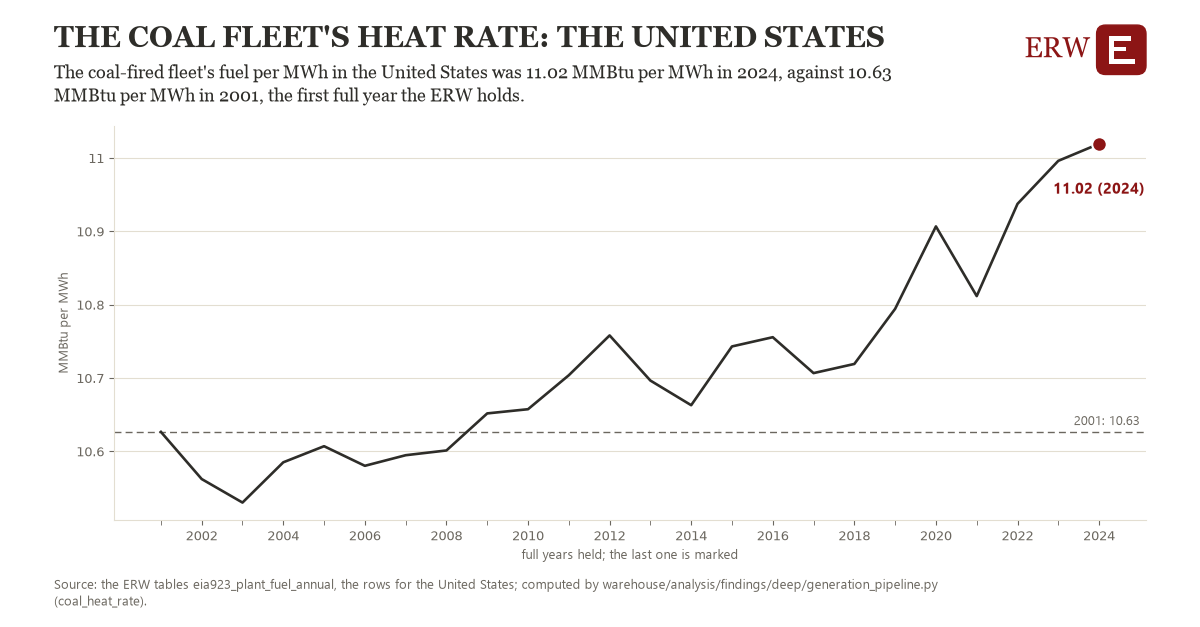 THE COAL FLEET'S HEAT RATE: THE UNITED STATES
The coal-fired fleet's fuel per MWh in the United States was 11.02 MMBtu per MWh in 2024, against 10.63
MMBtu per MWh in 2001, the first full year the ERW holds.
ERW E
11
10.9
10.8
10.7
10.6
MMBtu per MWh
11.02 (2024)
2001: 10.63
2002 2004 2006 2008 2010 2012 2014 2016 2018 2020 2022 2024
full years held; the last one is marked
Source: the ERW tables eia923_plant_fuel_annual, the rows for the United States; computed by warehouse/analysis/findings/deep/generation_pipeline.py
(coal_heat_rate).